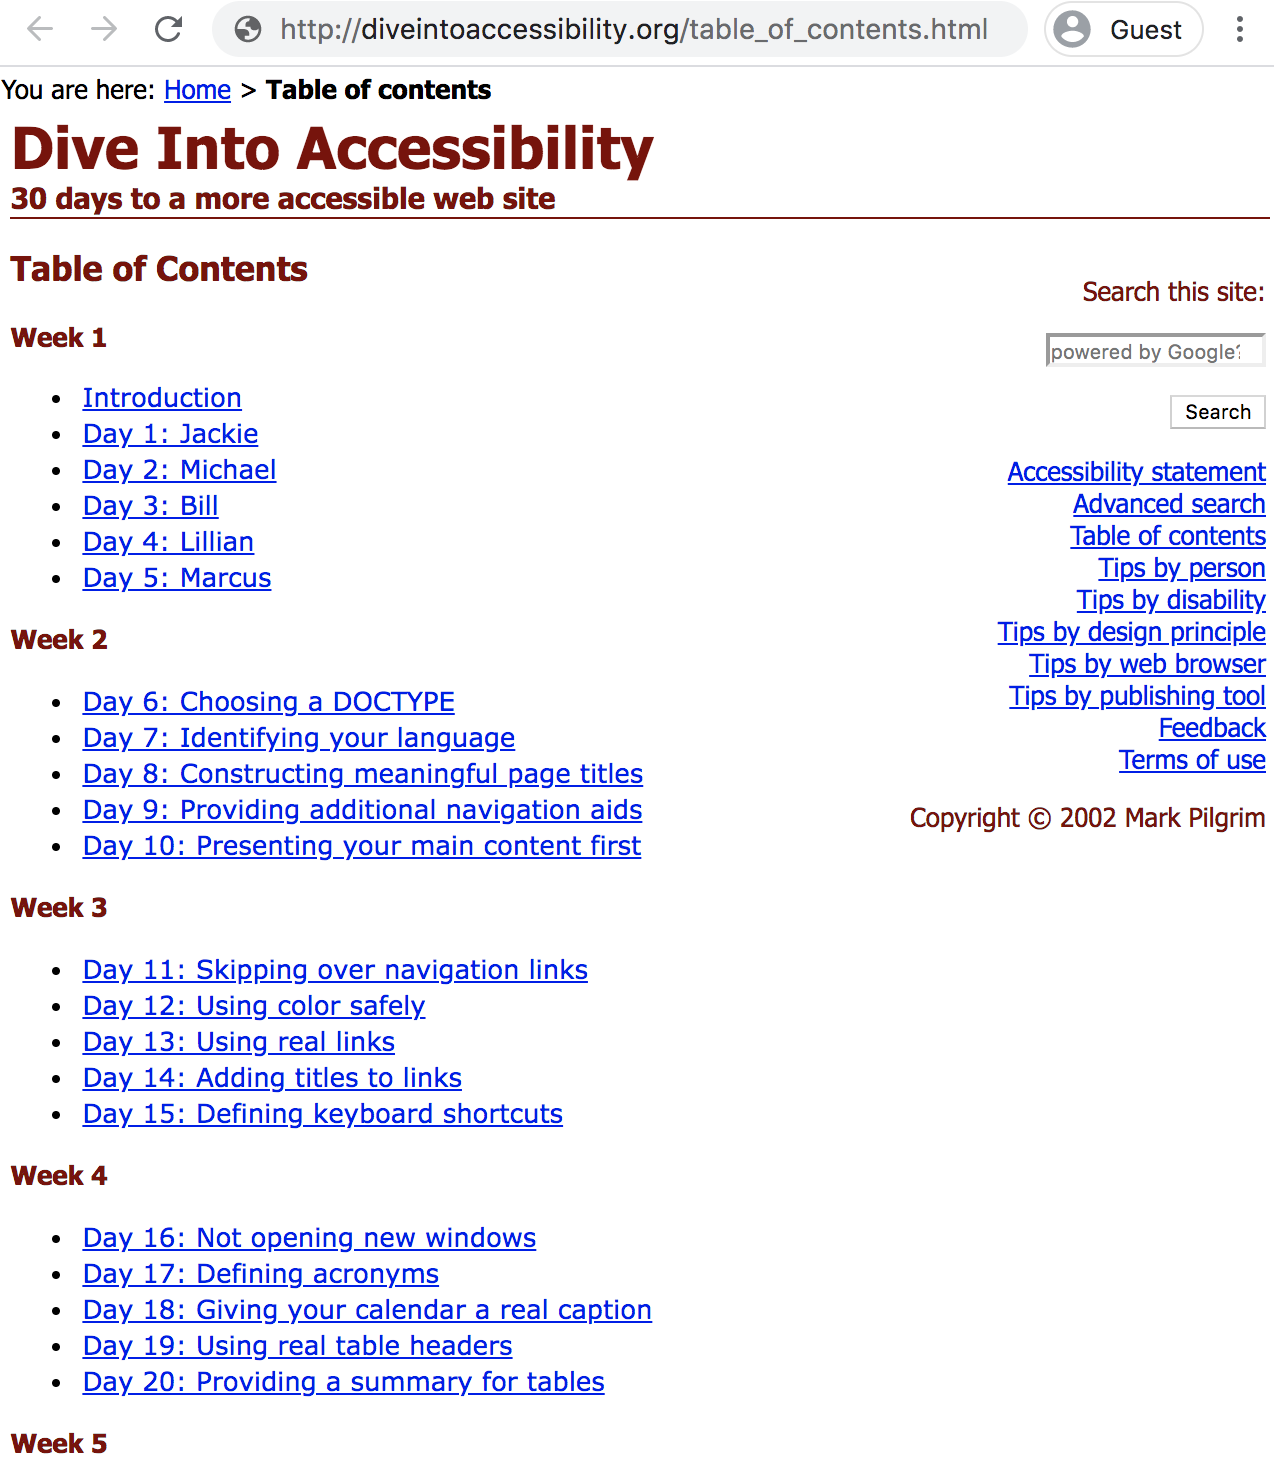 http://diveintoaccessibility.org/table_of_contents.html
Guest
You are here: Home > Table of contents
Dive Into Accessibility
30 days to a more accessible web site
Table of Contents
Week 1
• Introduction
• Day 1: Jackie
• Day 2: Michael
• Day 3: Bill
• Day 4: Lillian
• Day 5: Marcus
Week 2
• Day 6: Choosing a DOCTYPE
• Day 7: Identifying your language
• Day 8: Constructing meaningful page titles
• Day 9: Providing additional navigation aids
• Day 10: Presenting your main content first
Week 3
• Day 11: Skipping over navigation links
• Day 12: Using color safely
• Day 13: Using real links
• Day 14: Adding titles to links
• Day 15: Defining keyboard shortcuts
Week 4
• Day 16: Not opening new windows
• Day 17: Defining acronyms
• Day 18: Giving your calendar a real caption
• Day 19: Using real table headers
• Day 20: Providing a summary for tables
Week 5
Search this site:
powered by Google?
Search
Accessibility statement
Advanced search
Table of contents
Tips by person
Tips by disability
Tips by design principle
Tips by web browser
Tips by publishing tool
Feedback
Terms of use
Copyright © 2002 Mark Pilgrim